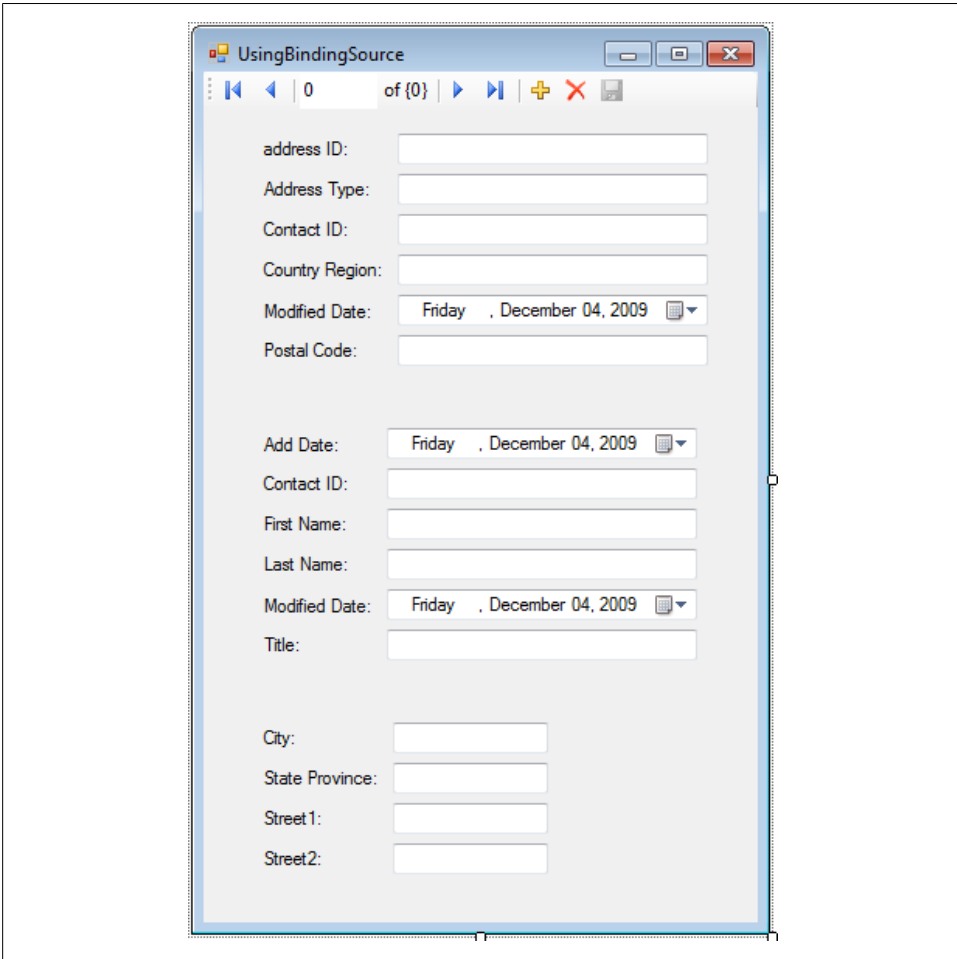 UsingBindingSource
0 of {0}
address ID:
Address Type:
Contact ID:
Country Region:
Modified Date: Friday , December 04, 2009
Postal Code:
Add Date: Friday , December 04, 2009
Contact ID:
First Name:
Last Name:
Modified Date: Friday , December 04, 2009
Title:
City:
State Province:
Street1:
Street2: